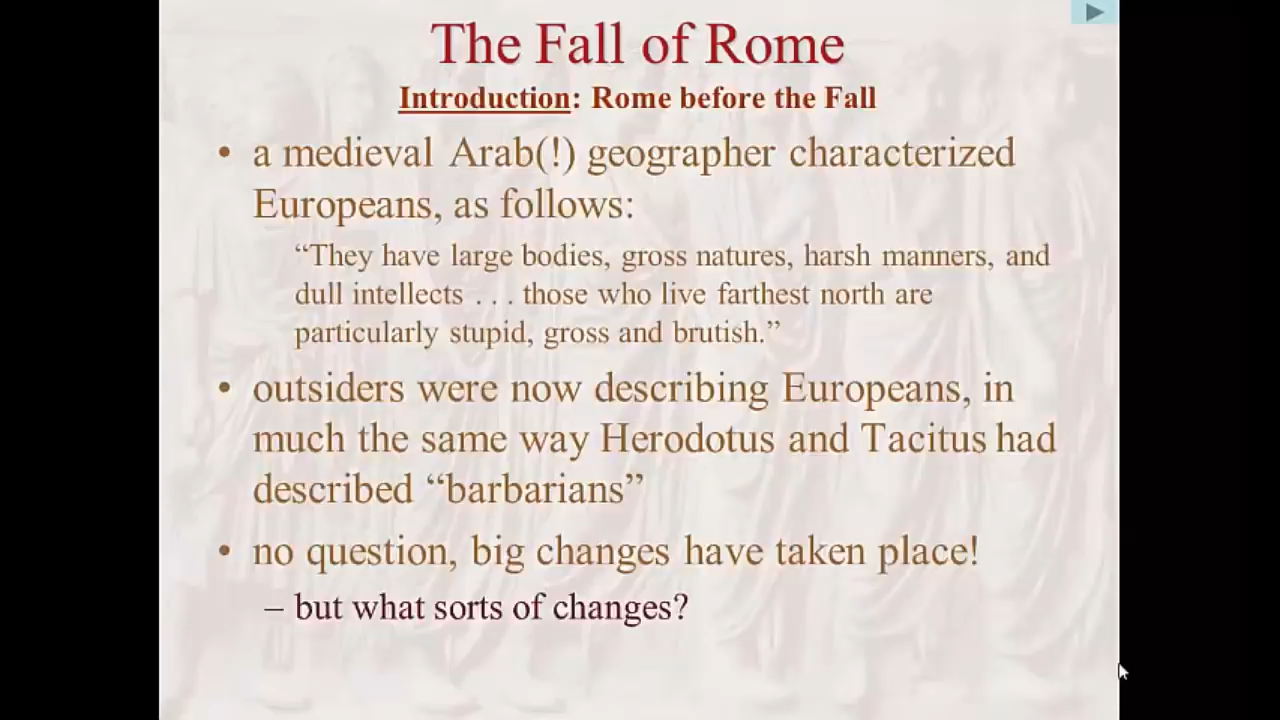 The Fall of Rome
Introduction: Rome before the Fall
• a medieval Arab(!) geographer characterized
Europeans, as follows:
“They have large bodies, gross natures, harsh manners, and
dull intellects . . . those who live farthest north are
particularly stupid, gross and brutish.”
• outsiders were now describing Europeans, in
much the same way Herodotus and Tacitus had
described “barbarians”
• no question, big changes have taken place!
– but what sorts of changes?